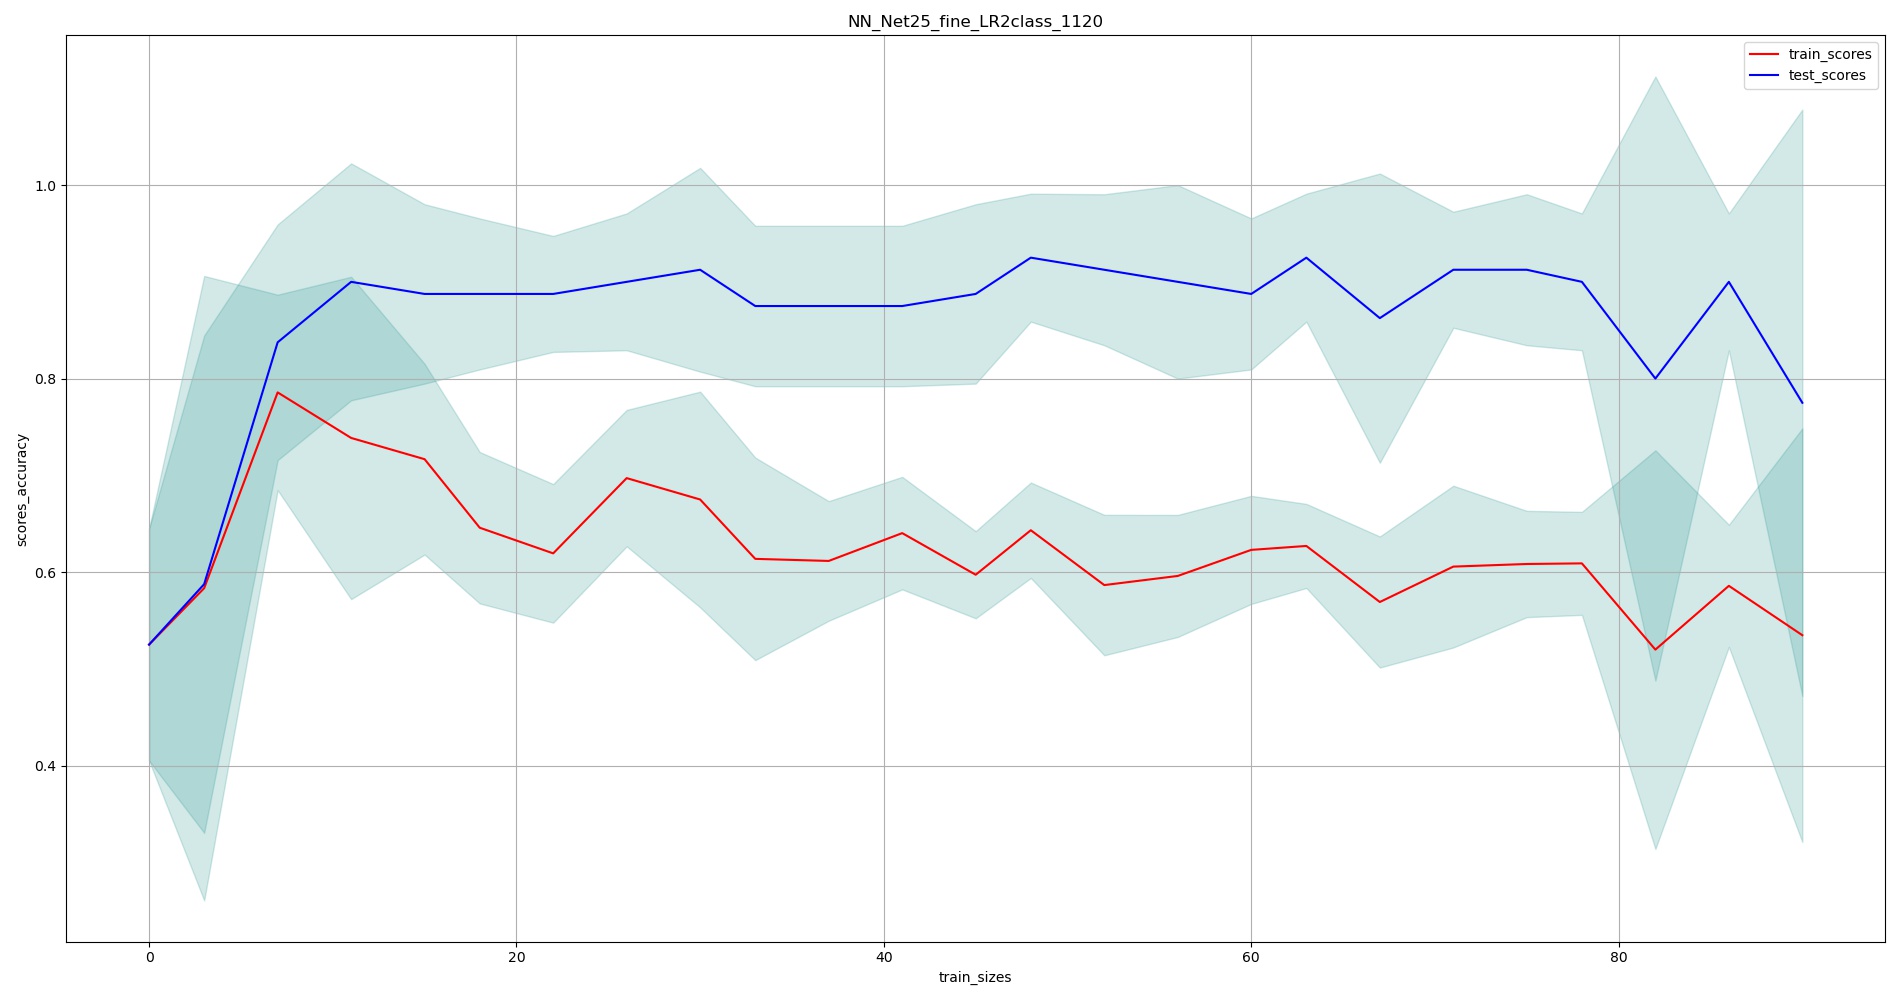 NN_Net25_fine_LR2class_1120
train_scores
test_scores
1.0
0.8
0.6
0.4
scores_accuracy
0 20 40 60 80
train_sizes